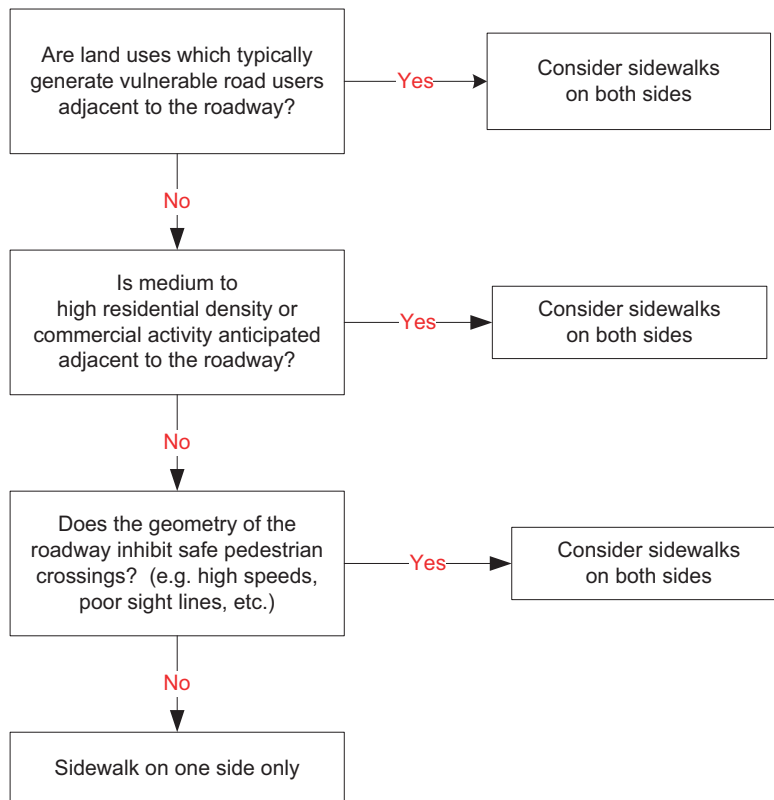 Are land uses which typically
generate vulnerable road users
adjacent to the roadway?
Yes
Consider sidewalks
on both sides
No
Is medium to
high residential density or
commercial activity anticipated
adjacent to the roadway?
Yes
Consider sidewalks
on both sides
No
Does the geometry of the
roadway inhibit safe pedestrian
crossings? (e.g. high speeds,
poor sight lines, etc.)
Yes
Consider sidewalks
on both sides
No
Sidewalk on one side only